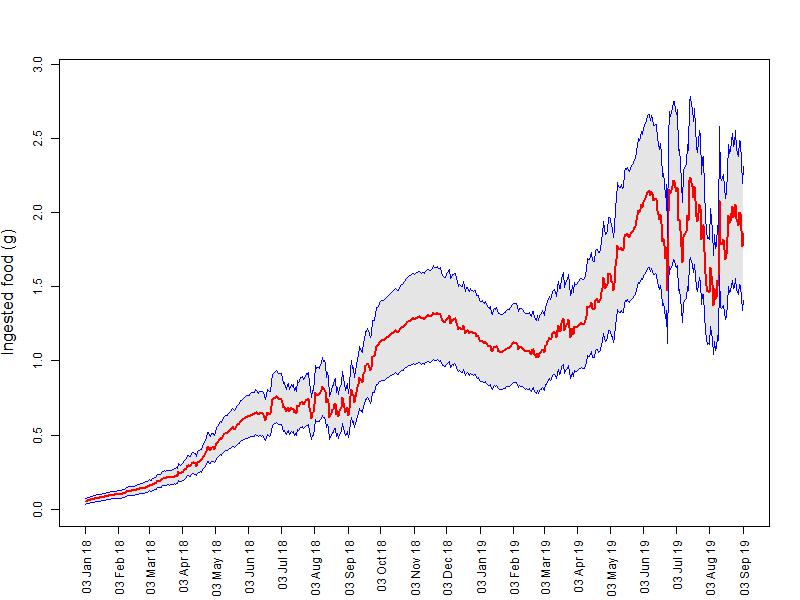 Ingested food (g)
3.0
2.5
2.0
1.5
1.0
0.5
0.0
03 Jan 18
03 Feb 18
03 Mar 18
03 Apr 18
03 May 18
03 Jun 18
03 Jul 18
03 Aug 18
03 Sep 18
03 Oct 18
03 Nov 18
03 Dec 18
03 Jan 19
03 Feb 19
03 Mar 19
03 Apr 19
03 May 19
03 Jun 19
03 Jul 19
03 Aug 19
03 Sep 19